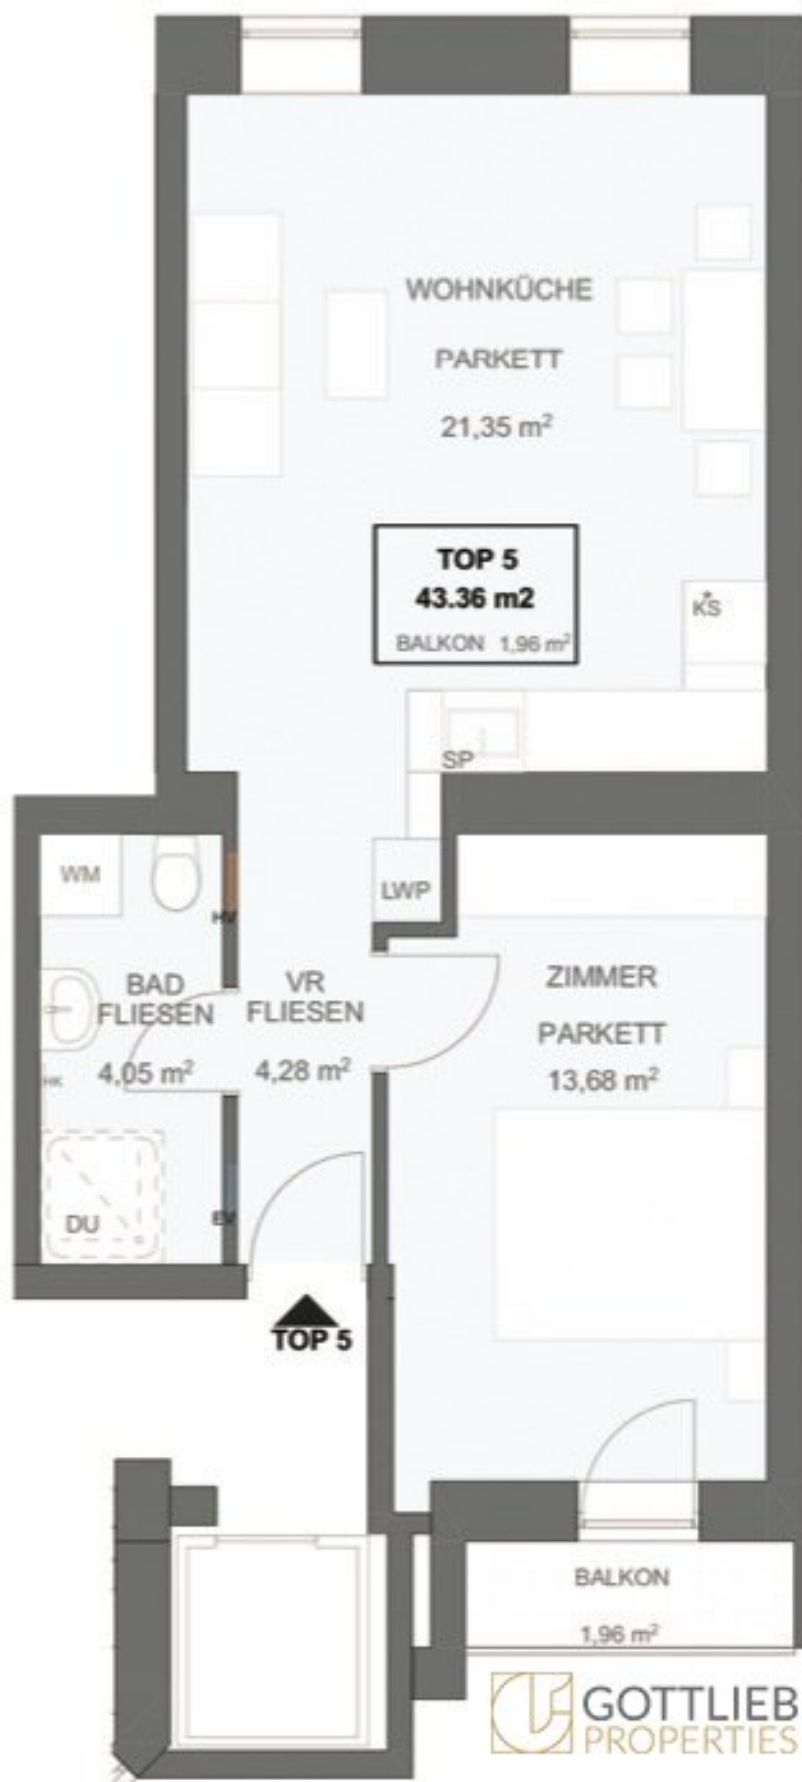 WOHNKÜCHE
PARKETT
21,35 m²
TOP 5
43.36 m2
BALKON 1,96 m²
KS
*
SP
WM
LWP
HV
BAD
FLIESEN
4,05 m²
VR
FLIESEN
4,28 m²
ZIMMER
PARKETT
13,68 m²
HK
DU
EV
TOP 5
BALKON
1,96 m²
GOTTLIEB
PROPERTIES